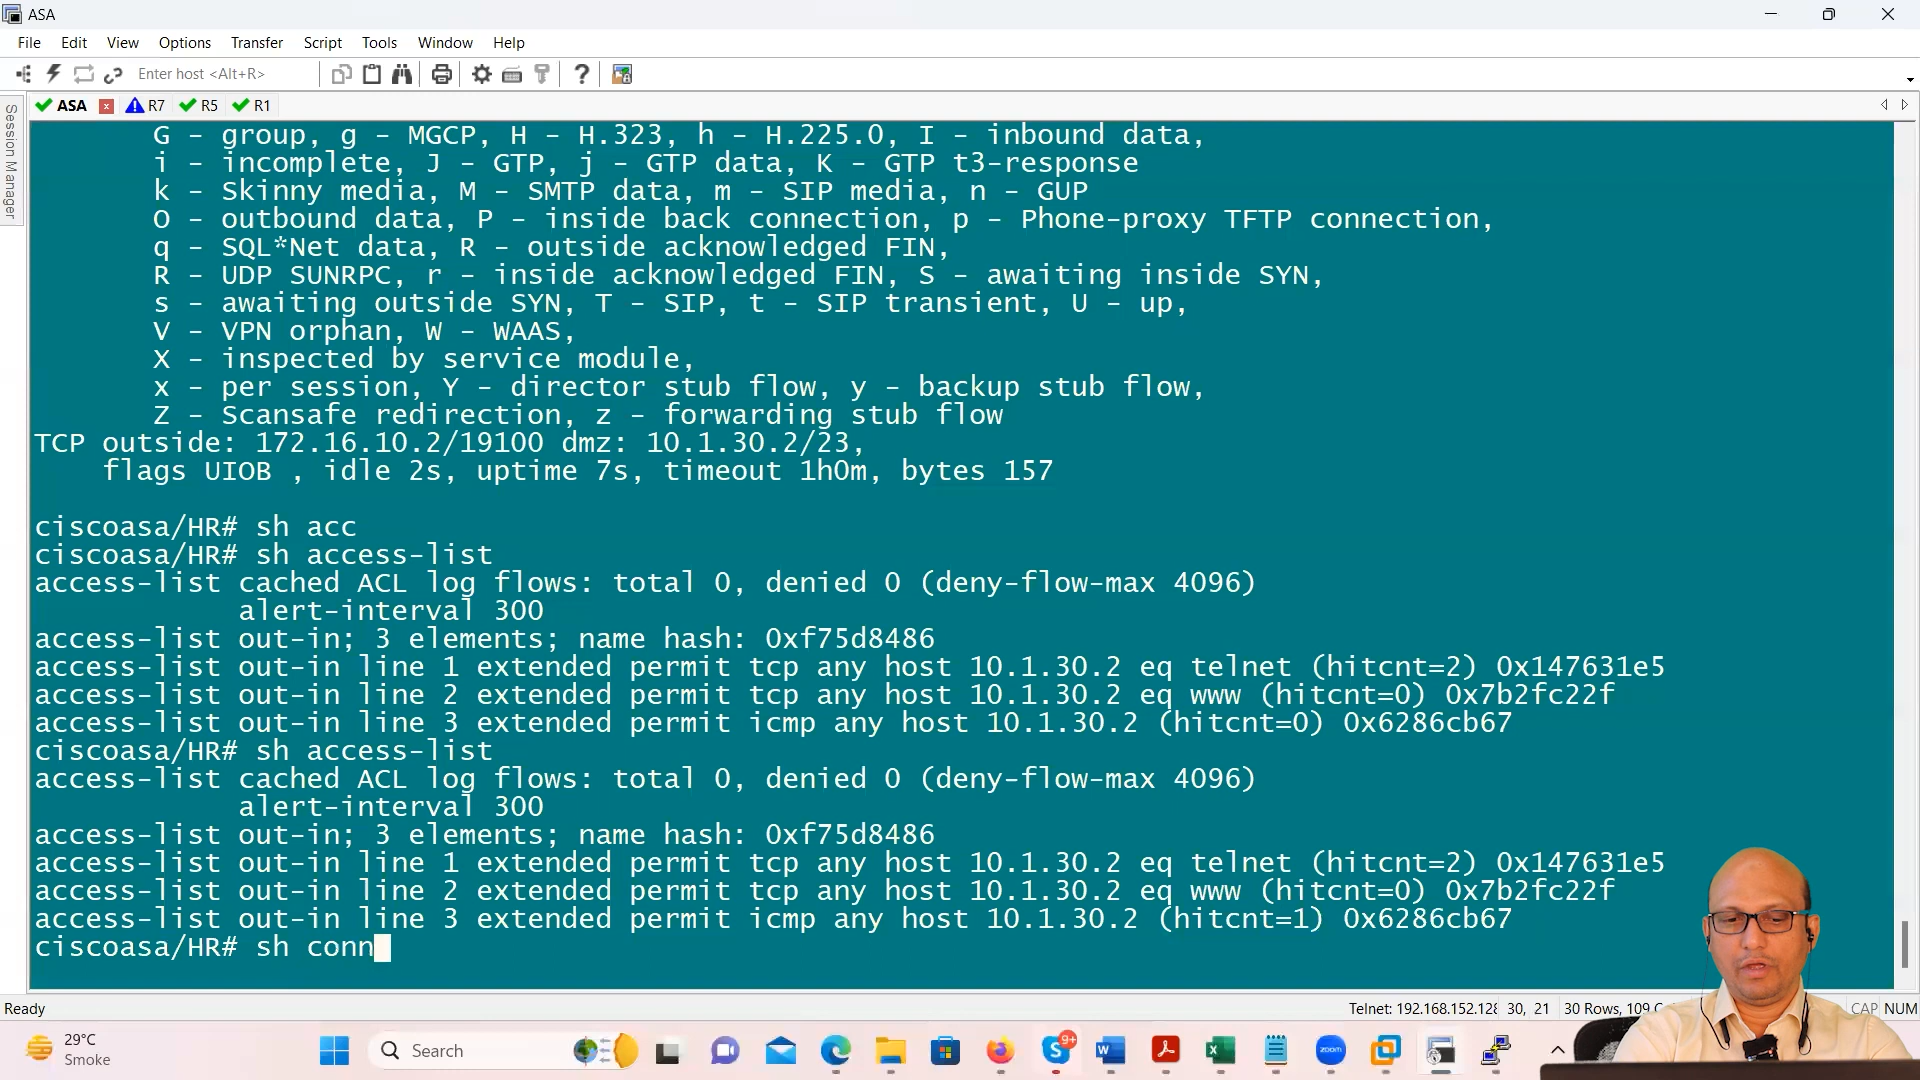 ASA
File Edit View Options Transfer Script Tools Window Help
Enter host <Alt+R>
Session Manager
ASA R7 R5 R1
G - group, g - MGCP, H - H.323, h - H.225.0, I - inbound data,
i - incomplete, J - GTP, j - GTP data, K - GTP t3-response
k - Skinny media, M - SMTP data, m - SIP media, n - GUP
O - outbound data, P - inside back connection, p - Phone-proxy TFTP connection,
q - SQL*Net data, R - outside acknowledged FIN,
R - UDP SUNRPC, r - inside acknowledged FIN, S - awaiting inside SYN,
s - awaiting outside SYN, T - SIP, t - SIP transient, U - up,
V - VPN orphan, W - WAAS,
X - inspected by service module,
x - per session, Y - director stub flow, y - backup stub flow,
Z - Scansafe redirection, z - forwarding stub flow
TCP outside: 172.16.10.2/19100 dmz: 10.1.30.2/23,
flags UIOB , idle 2s, uptime 7s, timeout 1h0m, bytes 157
ciscoasa/HR# sh acc
ciscoasa/HR# sh access-list
access-list cached ACL log flows: total 0, denied 0 (deny-flow-max 4096)
alert-interval 300
access-list out-in; 3 elements; name hash: 0xf75d8486
access-list out-in line 1 extended permit tcp any host 10.1.30.2 eq telnet (hitcnt=2) 0x147631e5
access-list out-in line 2 extended permit tcp any host 10.1.30.2 eq www (hitcnt=0) 0x7b2fc22f
access-list out-in line 3 extended permit icmp any host 10.1.30.2 (hitcnt=0) 0x6286cb67
ciscoasa/HR# sh access-list
access-list cached ACL log flows: total 0, denied 0 (deny-flow-max 4096)
alert-interval 300
access-list out-in; 3 elements; name hash: 0xf75d8486
access-list out-in line 1 extended permit tcp any host 10.1.30.2 eq telnet (hitcnt=2) 0x147631e5
access-list out-in line 2 extended permit tcp any host 10.1.30.2 eq www (hitcnt=0) 0x7b2fc22f
access-list out-in line 3 extended permit icmp any host 10.1.30.2 (hitcnt=1) 0x6286cb67
ciscoasa/HR# sh conn
Ready Telnet: 192.168.152.128 30, 21 30 Rows, 109 CAP NUM
29°C
Smoke
Search
9+
zoom